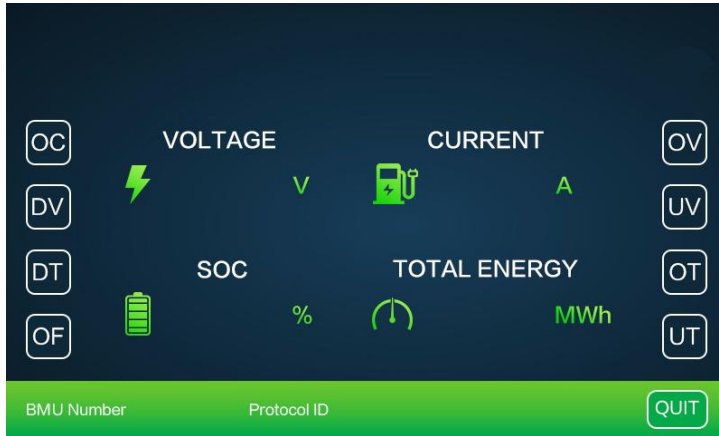 OC VOLTAGE CURRENT OV
V A
DV UV
DT SOC TOTAL ENERGY OT
% MWh
OF UT
BMU Number Protocol ID QUIT